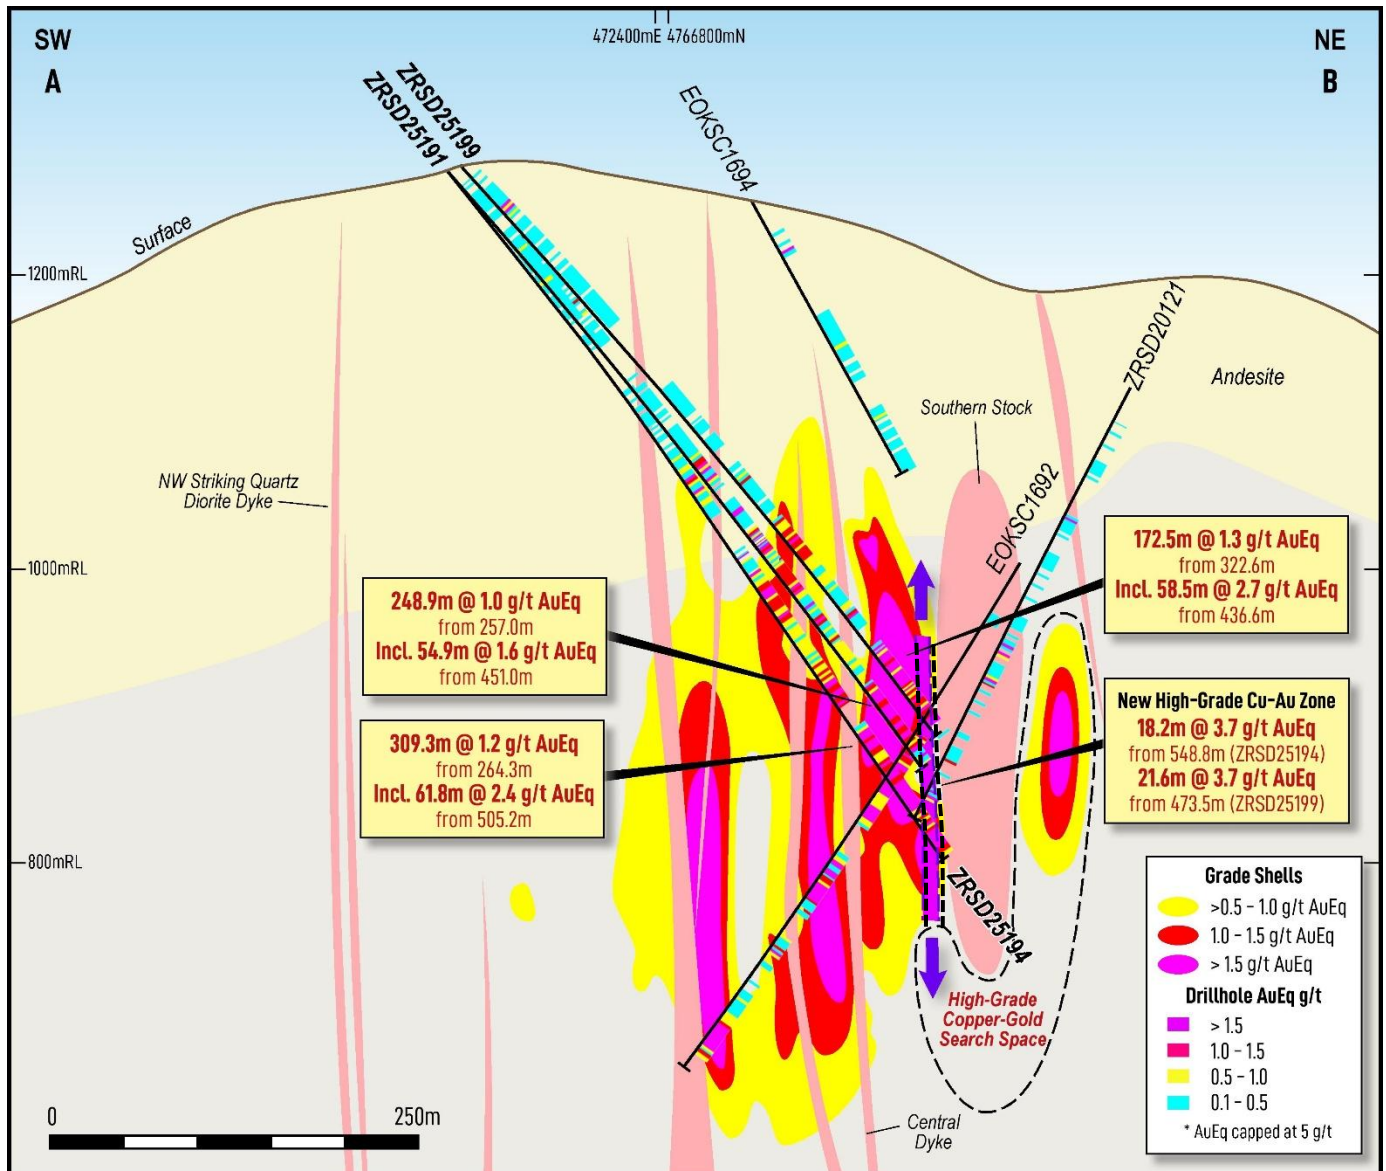 SW
A
472400mE 4766800mN
NE
B
ZRSD25199
ZRSD25191
EOKSC1694
Surface
1200mRL
ZRSD20121
Andesite
Southern Stock
NW Striking Quartz
Diorite Dyke
EOKSC1692
1000mRL
172.5m @ 1.3 g/t AuEq
from 322.6m
Incl. 58.5m @ 2.7 g/t AuEq
from 436.6m
248.9m @ 1.0 g/t AuEq
from 257.0m
Incl. 54.9m @ 1.6 g/t AuEq
from 451.0m
New High-Grade Cu-Au Zone
18.2m @ 3.7 g/t AuEq
from 548.8m (ZRSD25194)
21.6m @ 3.7 g/t AuEq
from 473.5m (ZRSD25199)
309.3m @ 1.2 g/t AuEq
from 264.3m
Incl. 61.8m @ 2.4 g/t AuEq
from 505.2m
800mRL
ZRSD25194
High-Grade
Copper-Gold
Search Space
Central
Dyke
0 250m
Grade Shells
>0.5 - 1.0 g/t AuEq
1.0 - 1.5 g/t AuEq
> 1.5 g/t AuEq
Drillhole AuEq g/t
> 1.5
1.0 - 1.5
0.5 - 1.0
0.1 - 0.5
* AuEq capped at 5 g/t